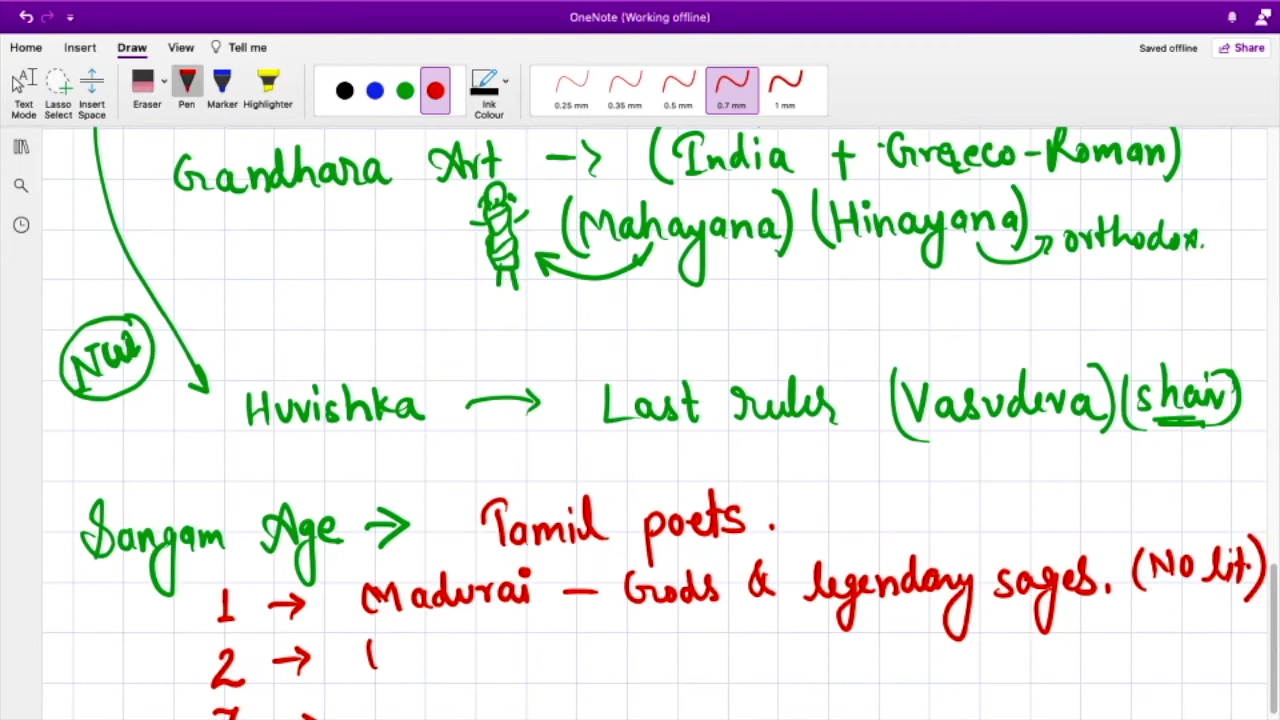 OneNote (Working offline)
Home Insert Draw View Tell me
Saved offline Share
Text Mode Lasso Select Insert Space Eraser Pen Marker Highlighter Ink Colour 0.25 mm 0.35 mm 0.5 mm 0.7 mm 1 mm
Gandhara Art -> (India + Graeco-Roman)
(Mahayana) (Hinayana) orthodox.
Huvishka → Last ruler (Vasudeva) (shaiv)
Sangam Age → Tamil poets.
1 → Madurai - Gods & legendary sages. (No lit.)
2 →